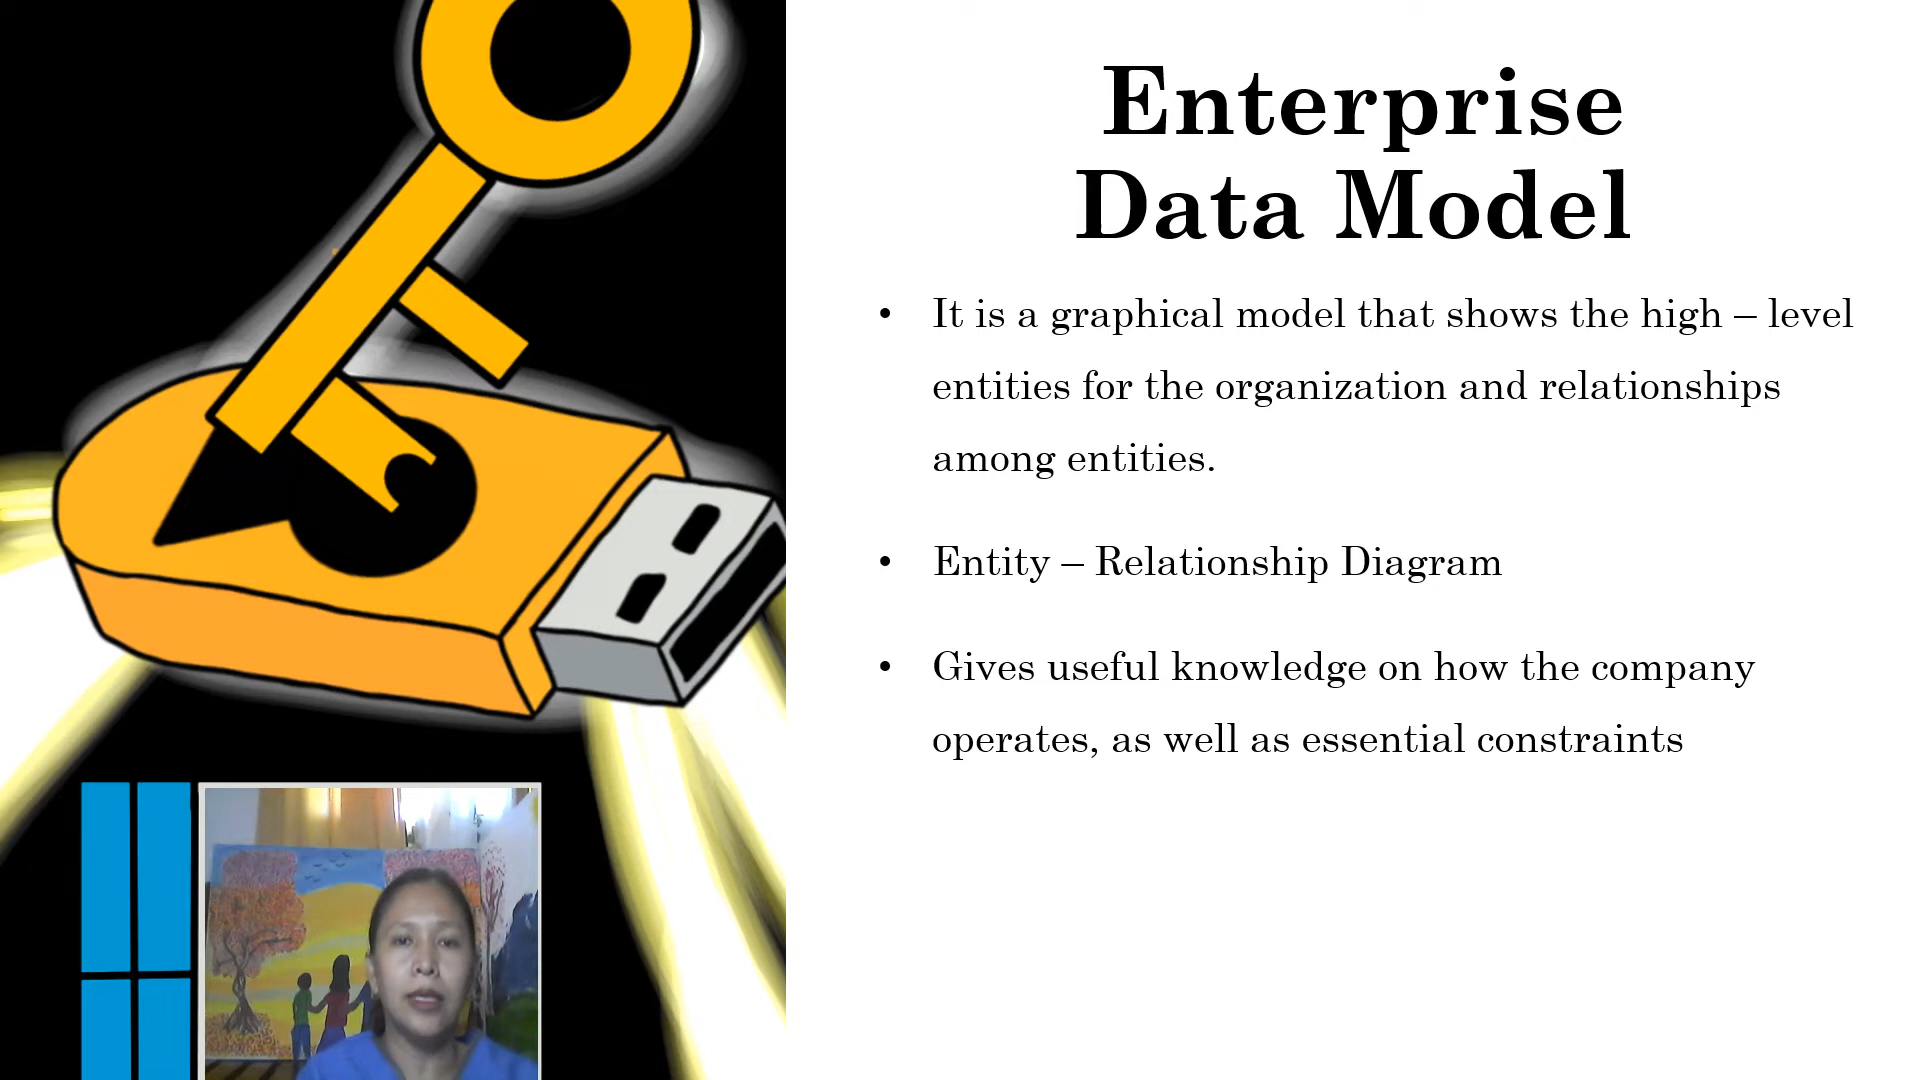 Enterprise
Data Model
• It is a graphical model that shows the high – level
entities for the organization and relationships
among entities.
• Entity – Relationship Diagram
• Gives useful knowledge on how the company
operates, as well as essential constraints